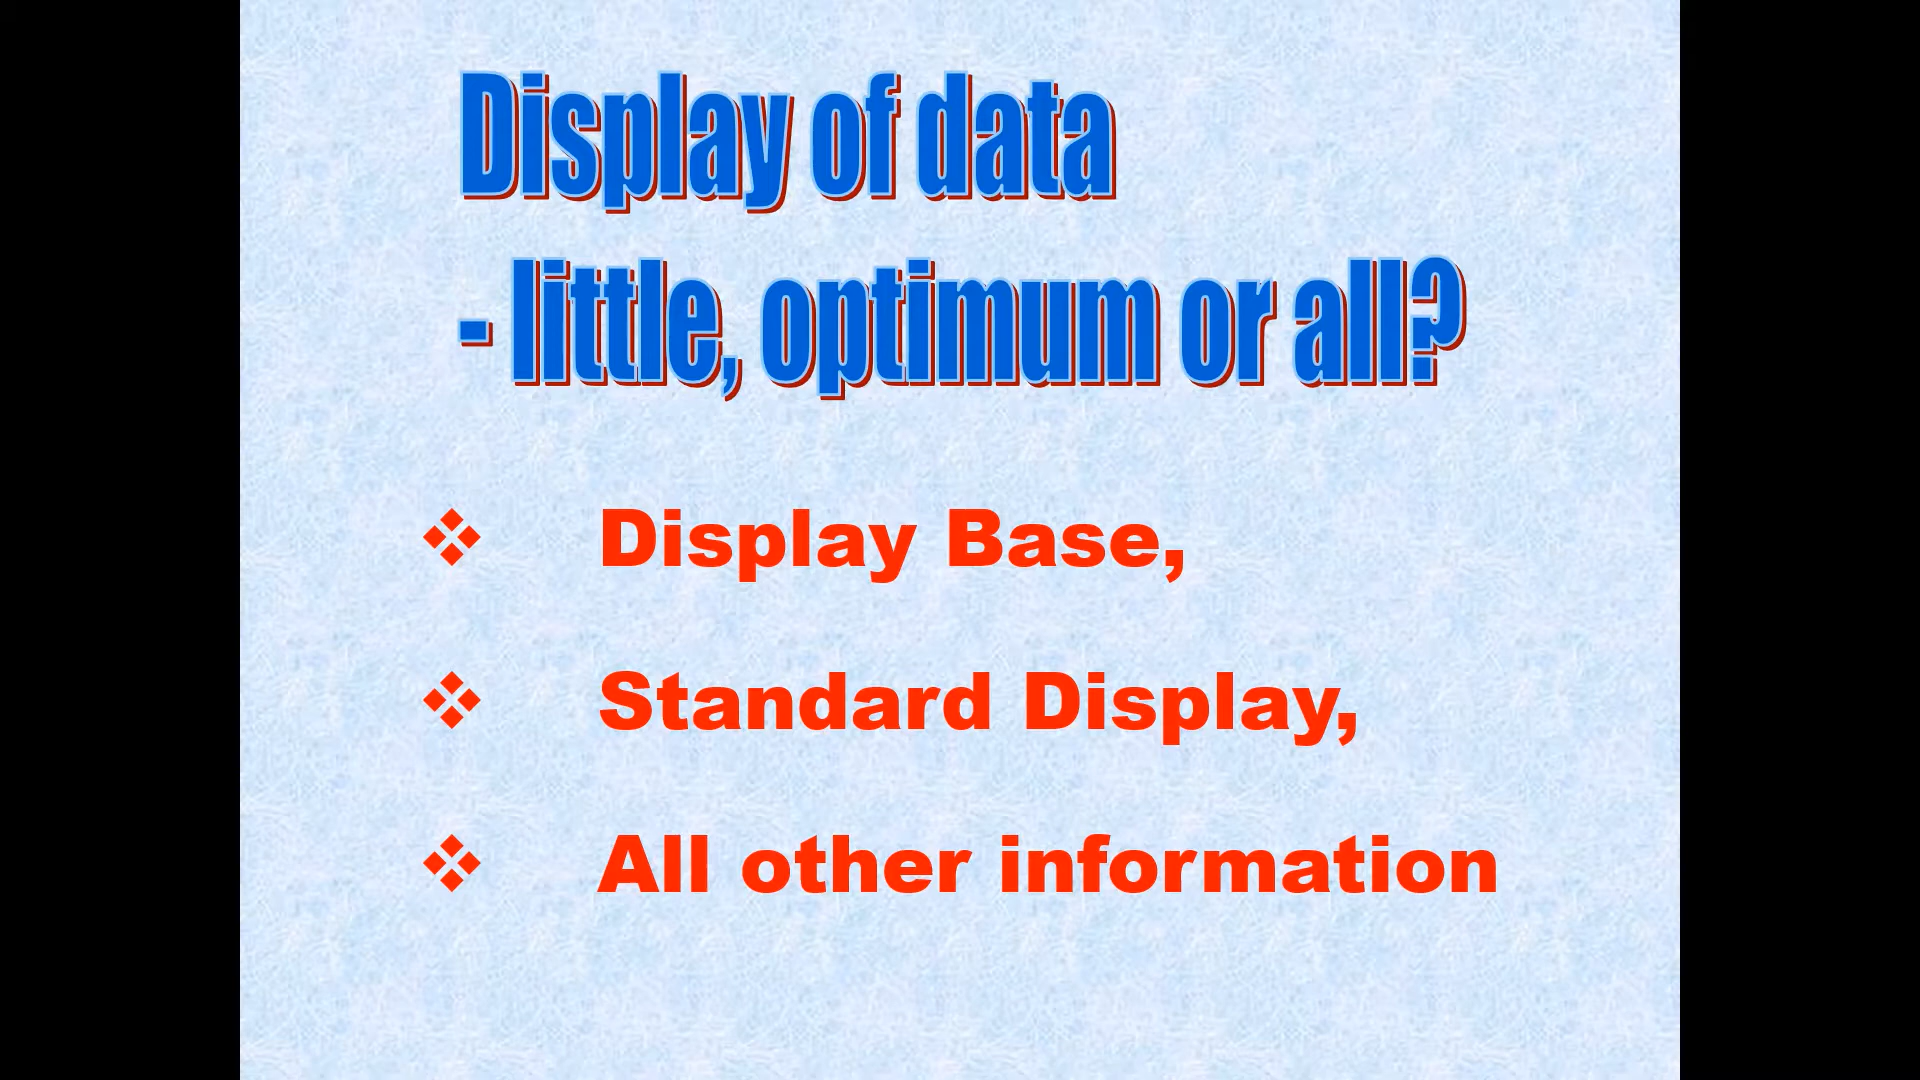 Display of data
- little, optimum or all?
❖ Display Base,
❖ Standard Display,
❖ All other information